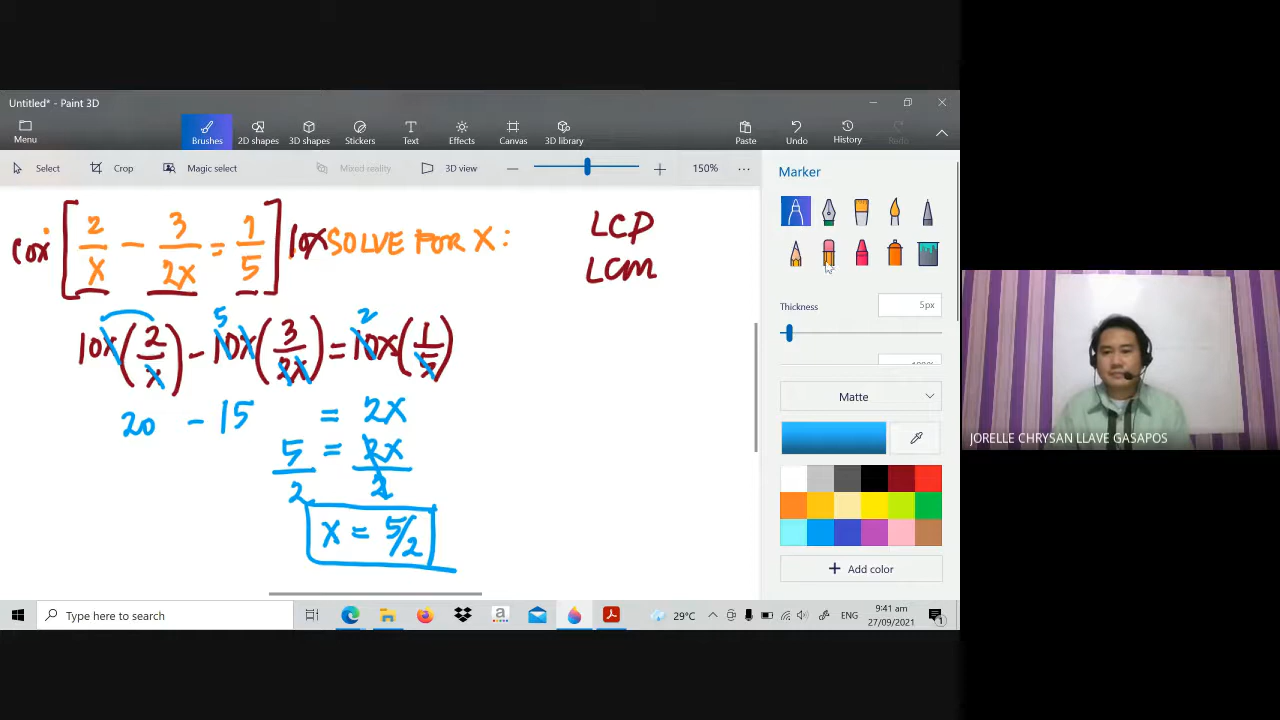 Untitled* - Paint 3D
Menu
Brushes 2D shapes 3D shapes Stickers Text Effects Canvas 3D library Paste Undo History Redo
Select Crop Magic select Mixed reality 3D view 150%
Marker
Thickness 5px
Matte
Add color
10x [ 2/x - 3/2x = 1/5 ] 10x SOLVE FOR X:
LCD
LCM
10x (2/x) - 10x (3/2x) = 10x (1/5)
5 2
20 - 15 = 2x
5/2 = 2x/2
x = 5/2
JORELLE CHRYSAN LLAVE GASAPOS
Type here to search
29°C ENG 9:41 am
27/09/2021